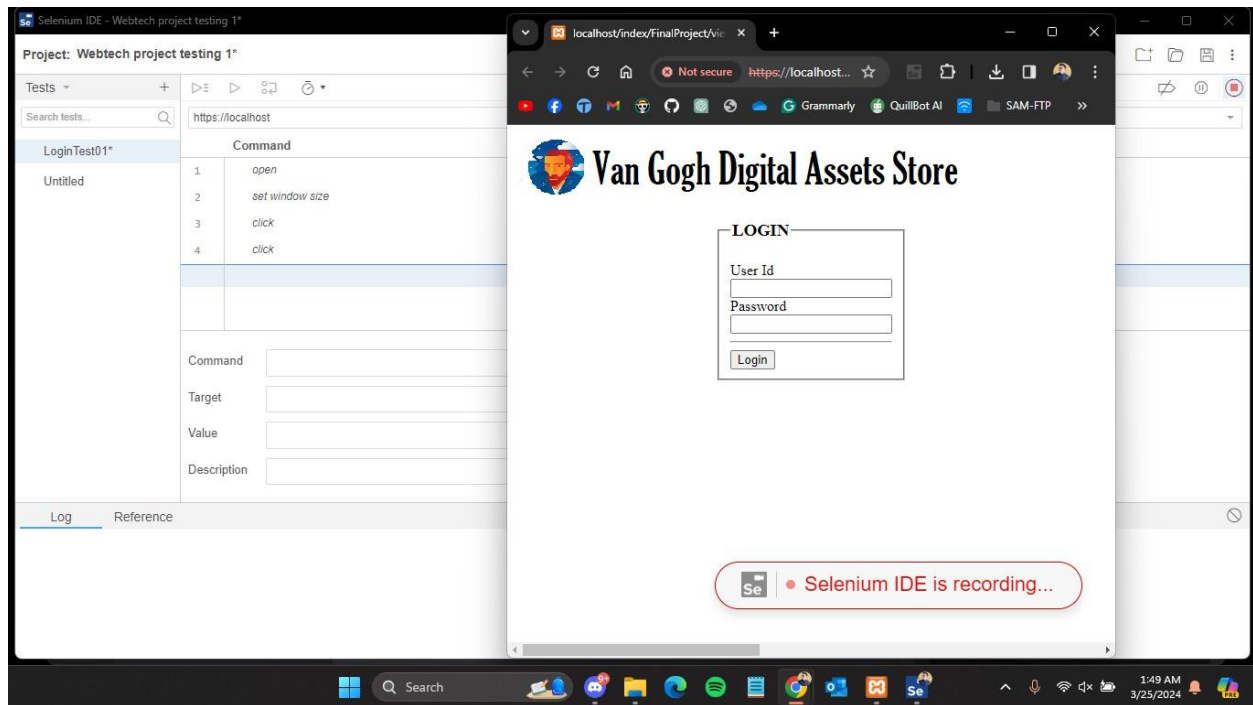 Selenium IDE - Webtech project testing 1*
Project: Webtech project testing 1*
Tests
Search tests...
LoginTest01*
Untitled
https://localhost
Command
1 open
2 set window size
3 click
4 click
Command
Target
Value
Description
Log Reference
localhost/index/FinalProject/vie
Not secure https://localhost...
Grammarly QuillBot AI SAM-FTP
Van Gogh Digital Assets Store
LOGIN
User Id
Password
Login
Se Selenium IDE is recording...
Search
1:49 AM
3/25/2024